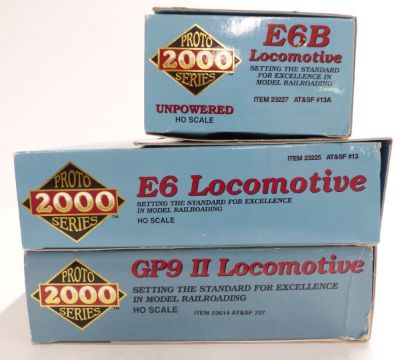 PROTO
2000
SERIES
UNPOWERED
HO SCALE
E6B
Locomotive
SETTING THE STANDARD
FOR EXCELLENCE
IN MODEL RAILROADING
ITEM 23227 AT&SF #13A
ITEM 23225 AT&SF #13
PROTO
2000
SERIES
TM
E6 Locomotive
SETTING THE STANDARD FOR EXCELLENCE
IN MODEL RAILROADING
HO SCALE
PROTO
2000
SERIES
TM
GP9 II Locomotive
SETTING THE STANDARD FOR EXCELLENCE
IN MODEL RAILROADING
HO SCALE
ITEM 23614 AT&SF 707